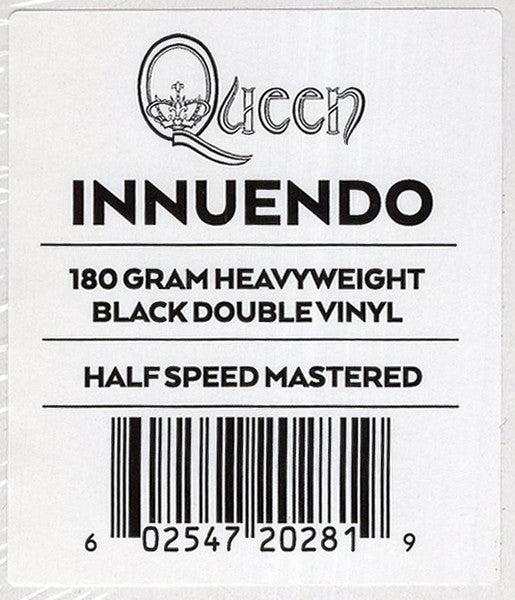 Queen
INNUENDO
180 GRAM HEAVYWEIGHT
BLACK DOUBLE VINYL
HALF SPEED MASTERED
6 02547 20281 9